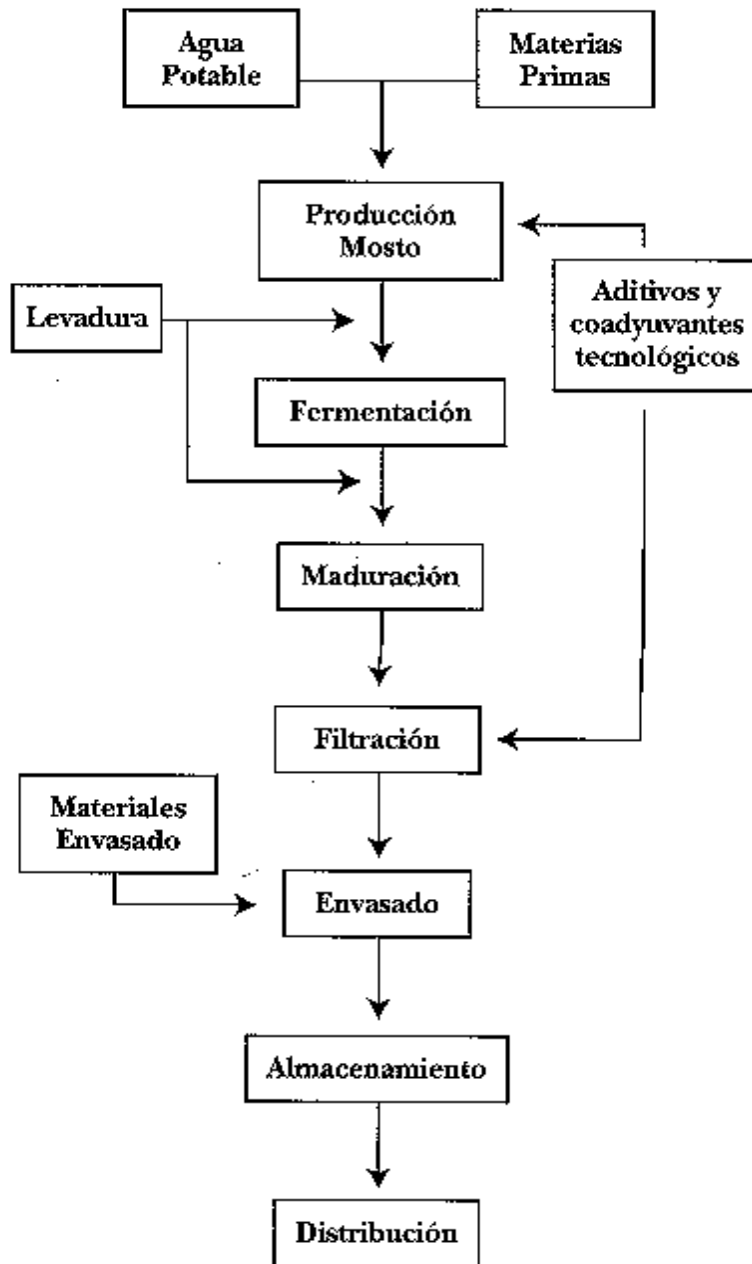 Agua
Potable
Materias
Primas
Producción
Mosto
Aditivos y
coadyuvantes
tecnológicos
Levadura
Fermentación
Maduración
Filtración
Materiales
Envasado
Envasado
Almacenamiento
Distribución